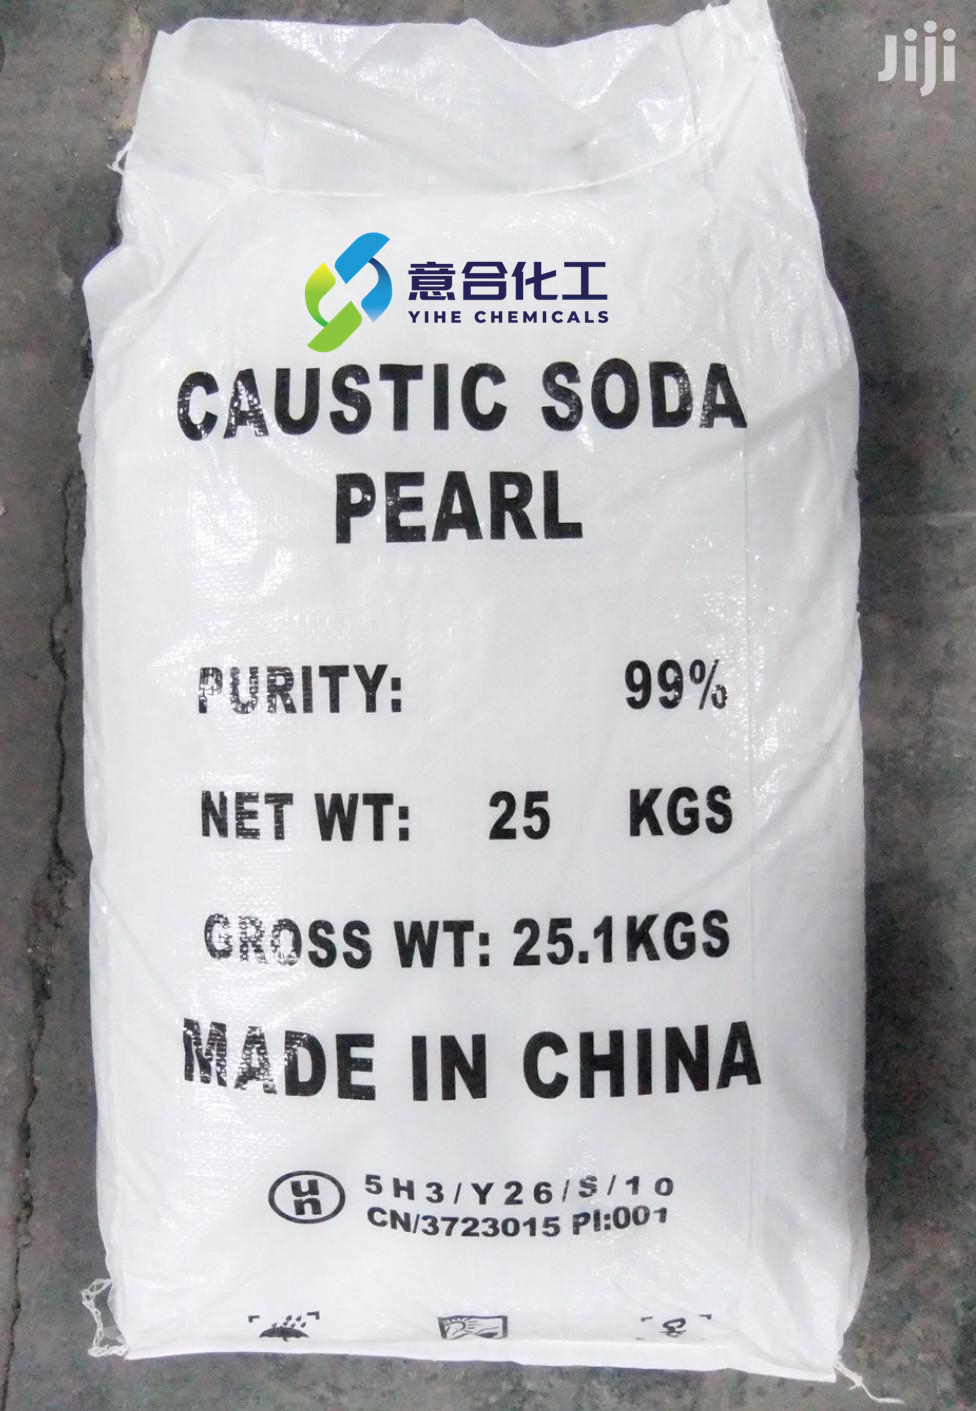 Jiji
意合化工
YIHE CHEMICALS
CAUSTIC SODA
PEARL
PURITY: 99%
NET WT: 25 KGS
GROSS WT: 25.1KGS
MADE IN CHINA
un 5H3/Y26/S/10
CN/3723015 PI:001